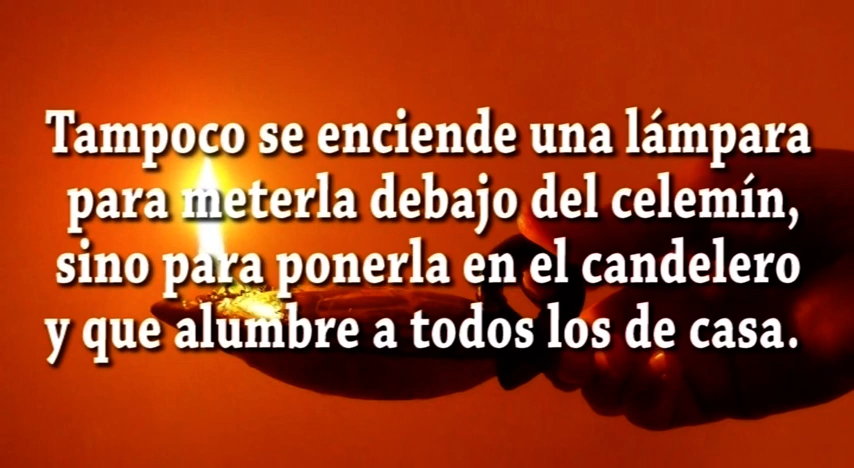 Tampoco se enciende una lámpara
para meterla debajo del celemín,
sino para ponerla en el candelero
y que alumbre a todos los de casa.